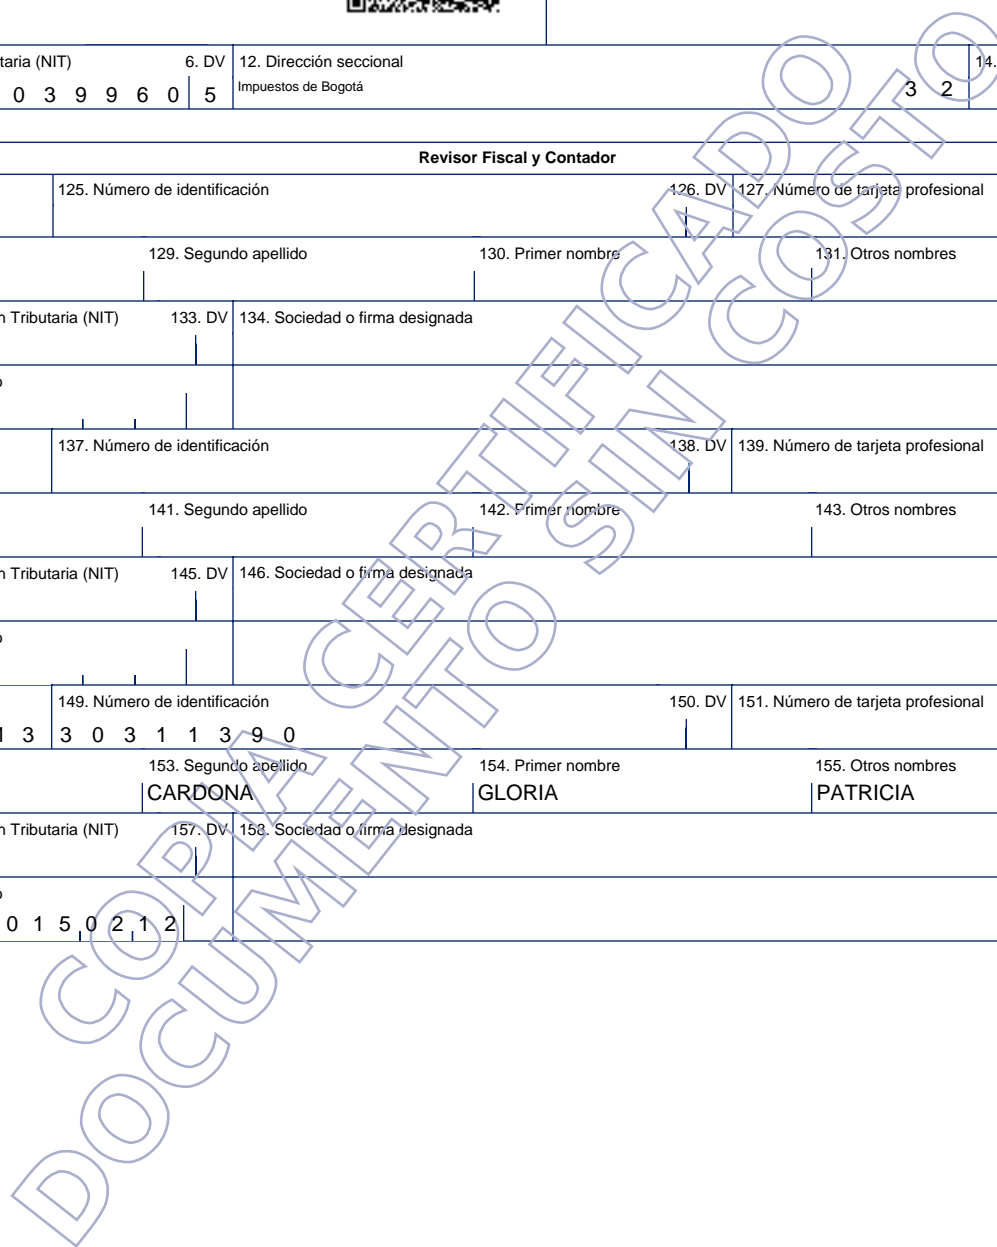 taria (NIT) 6. DV 12. Dirección seccional 14.
0 3 9 9 6 0 5 Impuestos de Bogotá 3 2
Revisor Fiscal y Contador
125. Número de identificación 126. DV 127. Número de tarjeta profesional
129. Segundo apellido 130. Primer nombre 131. Otros nombres
n Tributaria (NIT) 133. DV 134. Sociedad o firma designada
o
137. Número de identificación 138. DV 139. Número de tarjeta profesional
141. Segundo apellido 142. Primer nombre 143. Otros nombres
n Tributaria (NIT) 145. DV 146. Sociedad o firma designada
o
149. Número de identificación 150. DV 151. Número de tarjeta profesional
1 3 3 0 3 1 1 3 9 0
153. Segundo apellido 154. Primer nombre 155. Otros nombres
CARDONA GLORIA PATRICIA
n Tributaria (NIT) 157. DV 158. Sociedad o firma designada
o
0 1 5 0 2 1 2
COPIA CERTIFICADO
DOCUMENTO SIN COSTO